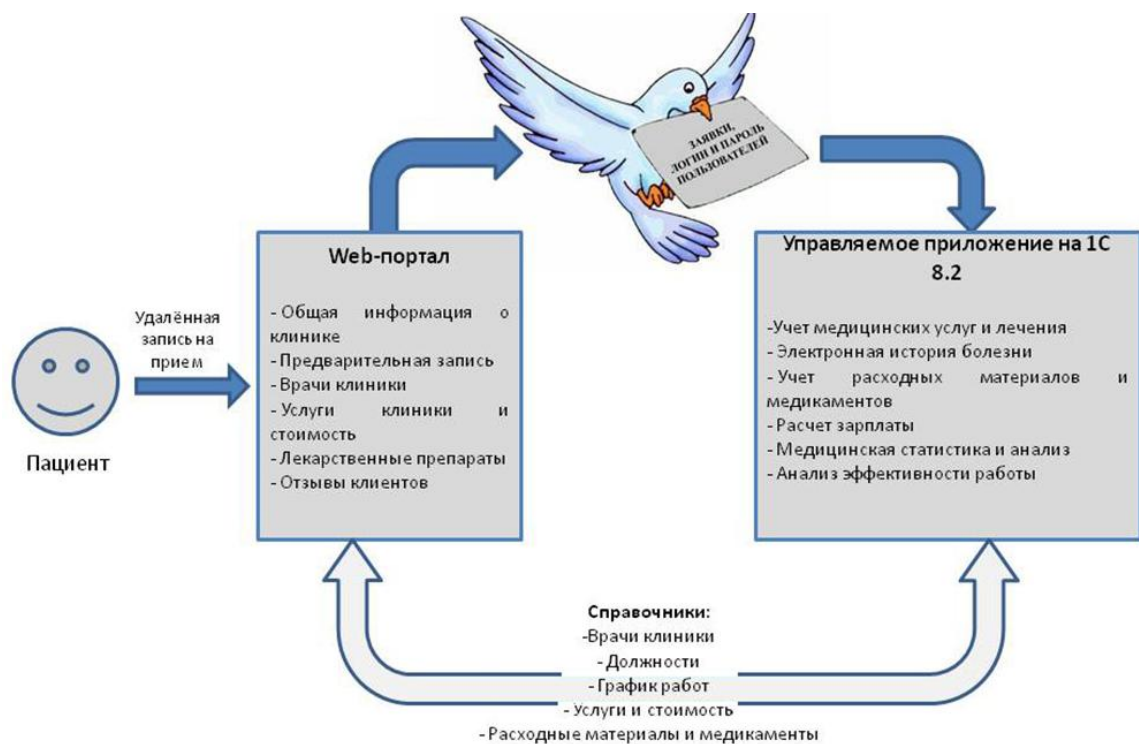 ЗАЯВКИ,
ЛОГИН И ПАРОЛЬ
ПОЛЬЗОВАТЕЛЕЙ
Удалённая
запись на
прием
Пациент
Web-портал
- Общая информация о
клинике
- Предварительная запись
- Врачи клиники
- Услуги клиники и
стоимость
- Лекарственные препараты
- Отзывы клиентов
Управляемое приложение на 1С
8.2
-Учет медицинских услуг и лечения
- Электронная история болезни
- Учет расходных материалов и
медикаментов
- Расчет зарплаты
- Медицинская статистика и анализ
- Анализ эффективности работы
Справочники:
-Врачи клиники
- Должности
- График работ
- Услуги и стоимость
- Расходные материалы и медикаменты